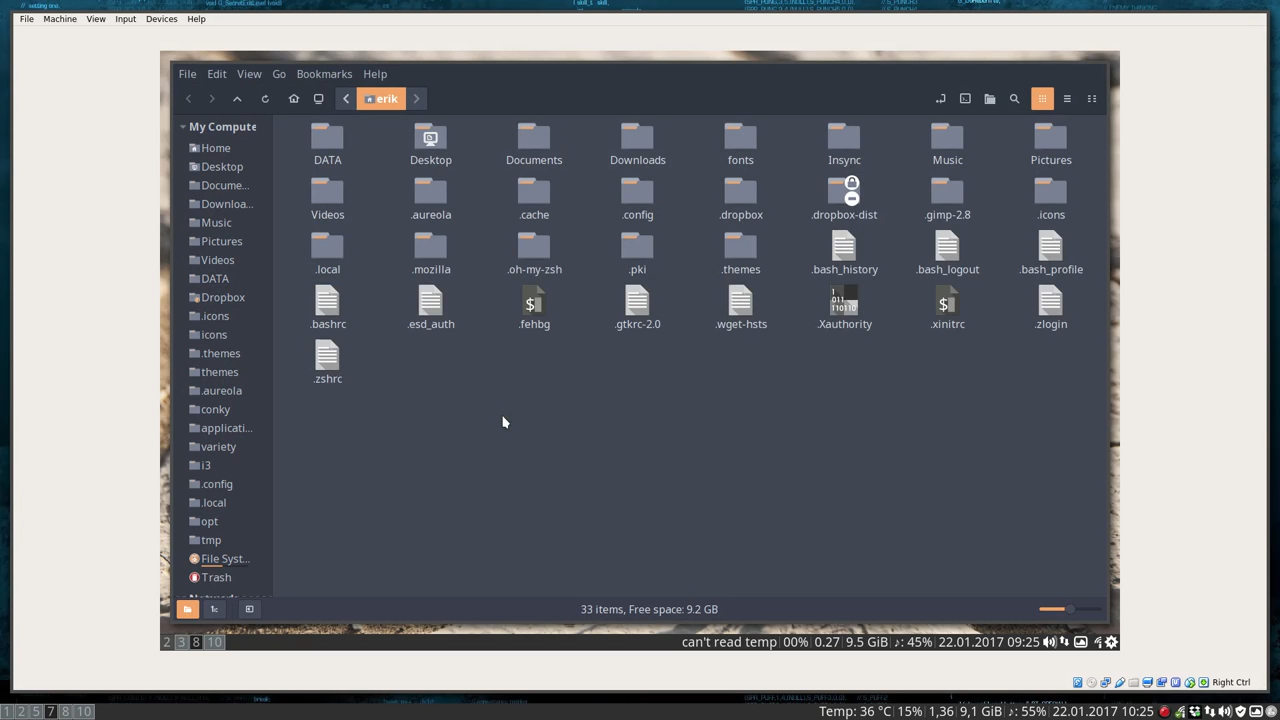 File Machine View Input Devices Help
File Edit View Go Bookmarks Help
erik
My Compute
Home
Desktop
Docume...
Downloa...
Music
Pictures
Videos
DATA
Dropbox
.icons
icons
.themes
themes
.aureola
conky
applicati...
variety
i3
.config
.local
opt
tmp
File Syst...
Trash
DATA Desktop Documents Downloads fonts Insync Music Pictures
Videos .aureola .cache .config .dropbox .dropbox-dist .gimp-2.8 .icons
.local .mozilla .oh-my-zsh .pki .themes .bash_history .bash_logout .bash_profile
.bashrc .esd_auth .fehbg .gtkrc-2.0 .wget-hsts .Xauthority .xinitrc .zlogin
.zshrc
33 items, Free space: 9.2 GB
2 3 8 10 can't read temp 00% 0.27 9.5 GiB ♪: 45% 22.01.2017 09:25
Right Ctrl
1 2 5 7 8 10 Temp: 36 °C 15% 1,36 9,1 GiB ♪: 55% 22.01.2017 10:25